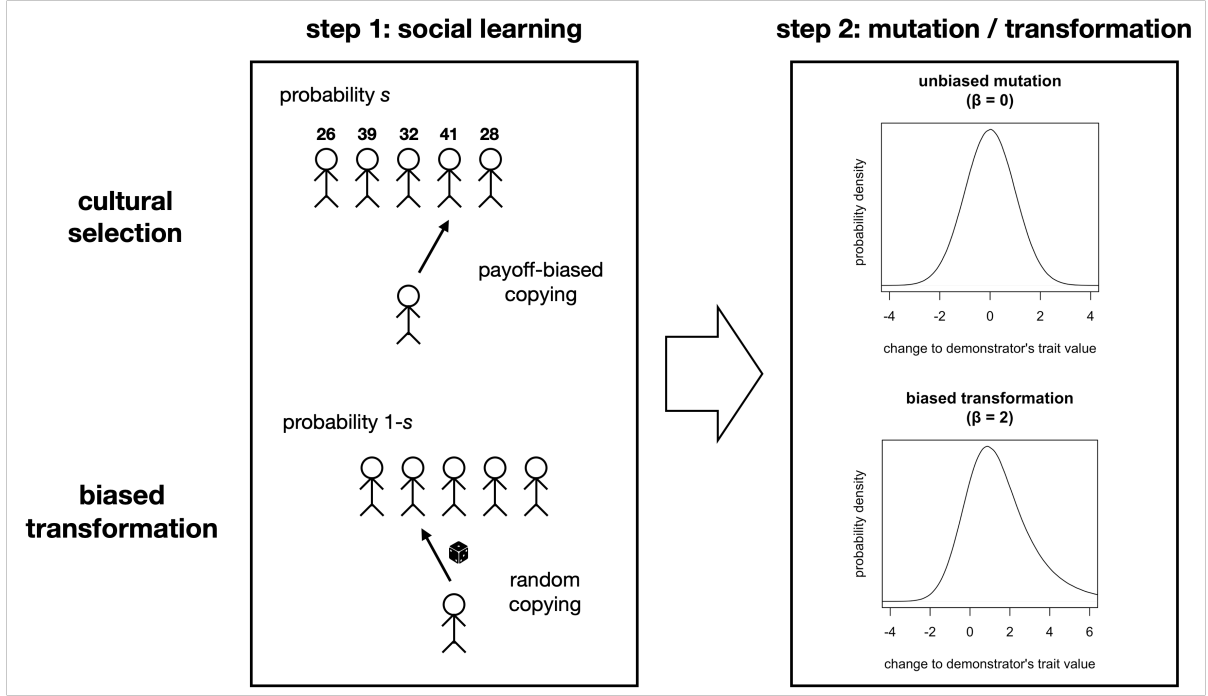 step 1: social learning
step 2: mutation / transformation
cultural
selection
probability s
26 39 32 41 28
payoff-biased
copying
biased
transformation
probability 1-s
random
copying
unbiased mutation
(β = 0)
probability density
-4 -2 0 2 4
change to demonstrator's trait value
biased transformation
(β = 2)
probability density
-4 -2 0 2 4 6
change to demonstrator's trait value